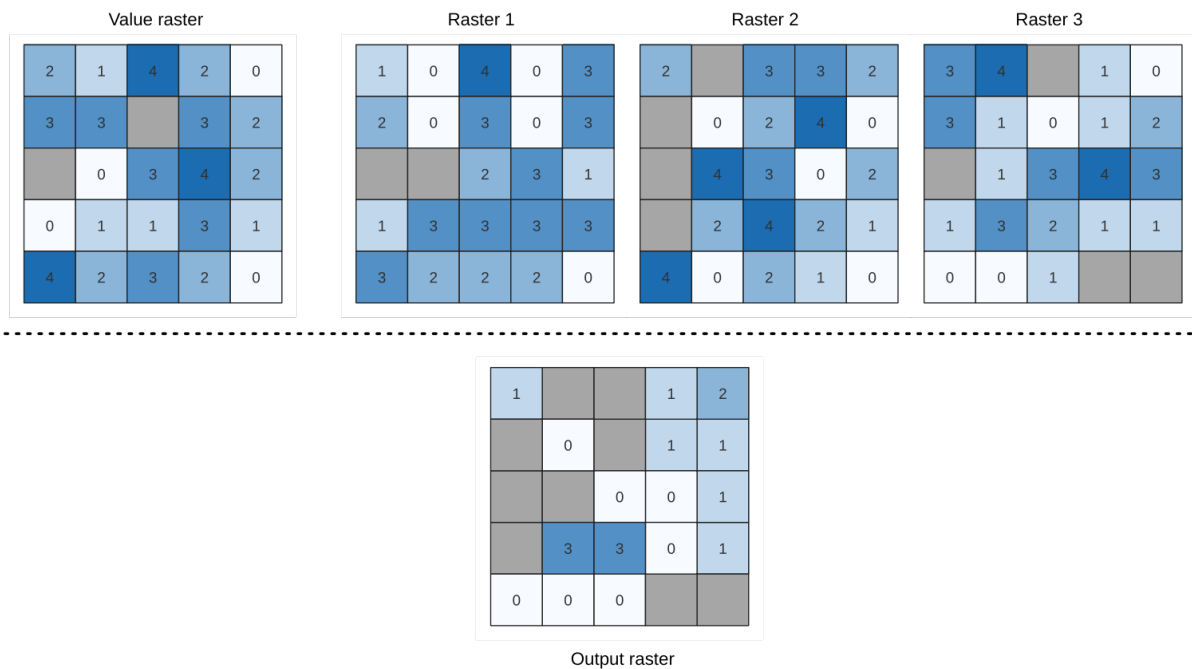 Value raster Raster 1 Raster 2 Raster 3
2 1 4 2 0 1 0 4 0 3 2 3 3 2 3 4 1 0
3 3 3 2 2 0 3 0 3 0 2 4 0 3 1 0 1 2
0 3 4 2 2 3 1 4 3 0 2 1 3 4 3
0 1 1 3 1 1 3 3 3 3 2 4 2 1 1 3 2 1 1
4 2 3 2 0 3 2 2 2 0 4 0 2 1 0 0 0 1
1 1 2
0 1 1
0 0 1
3 3 0 1
0 0 0
Output raster